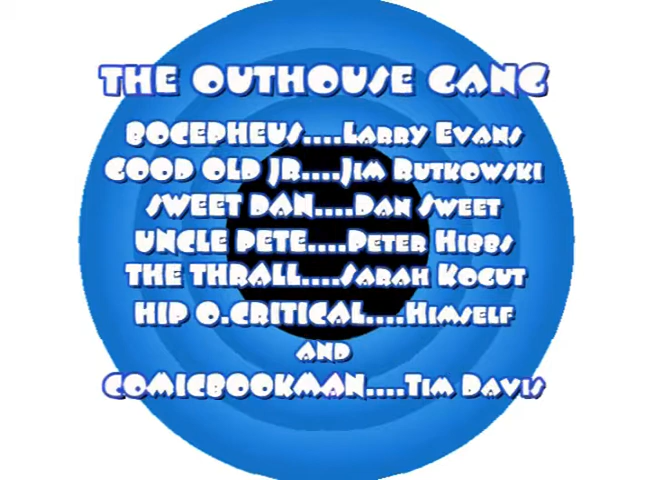 THE OUTHOUSE GANG
BOCEPHEUS....Larry Evans
GOOD OLD JR....Jim Rutkowski
SWEET DAN....Dan Sweet
UNCLE PETE....Peter Hibbs
THE THRALL....Sarah Kogut
HIP O.CRITICAL....Himself
AND
COMICBOOKMAN....Tim Davis